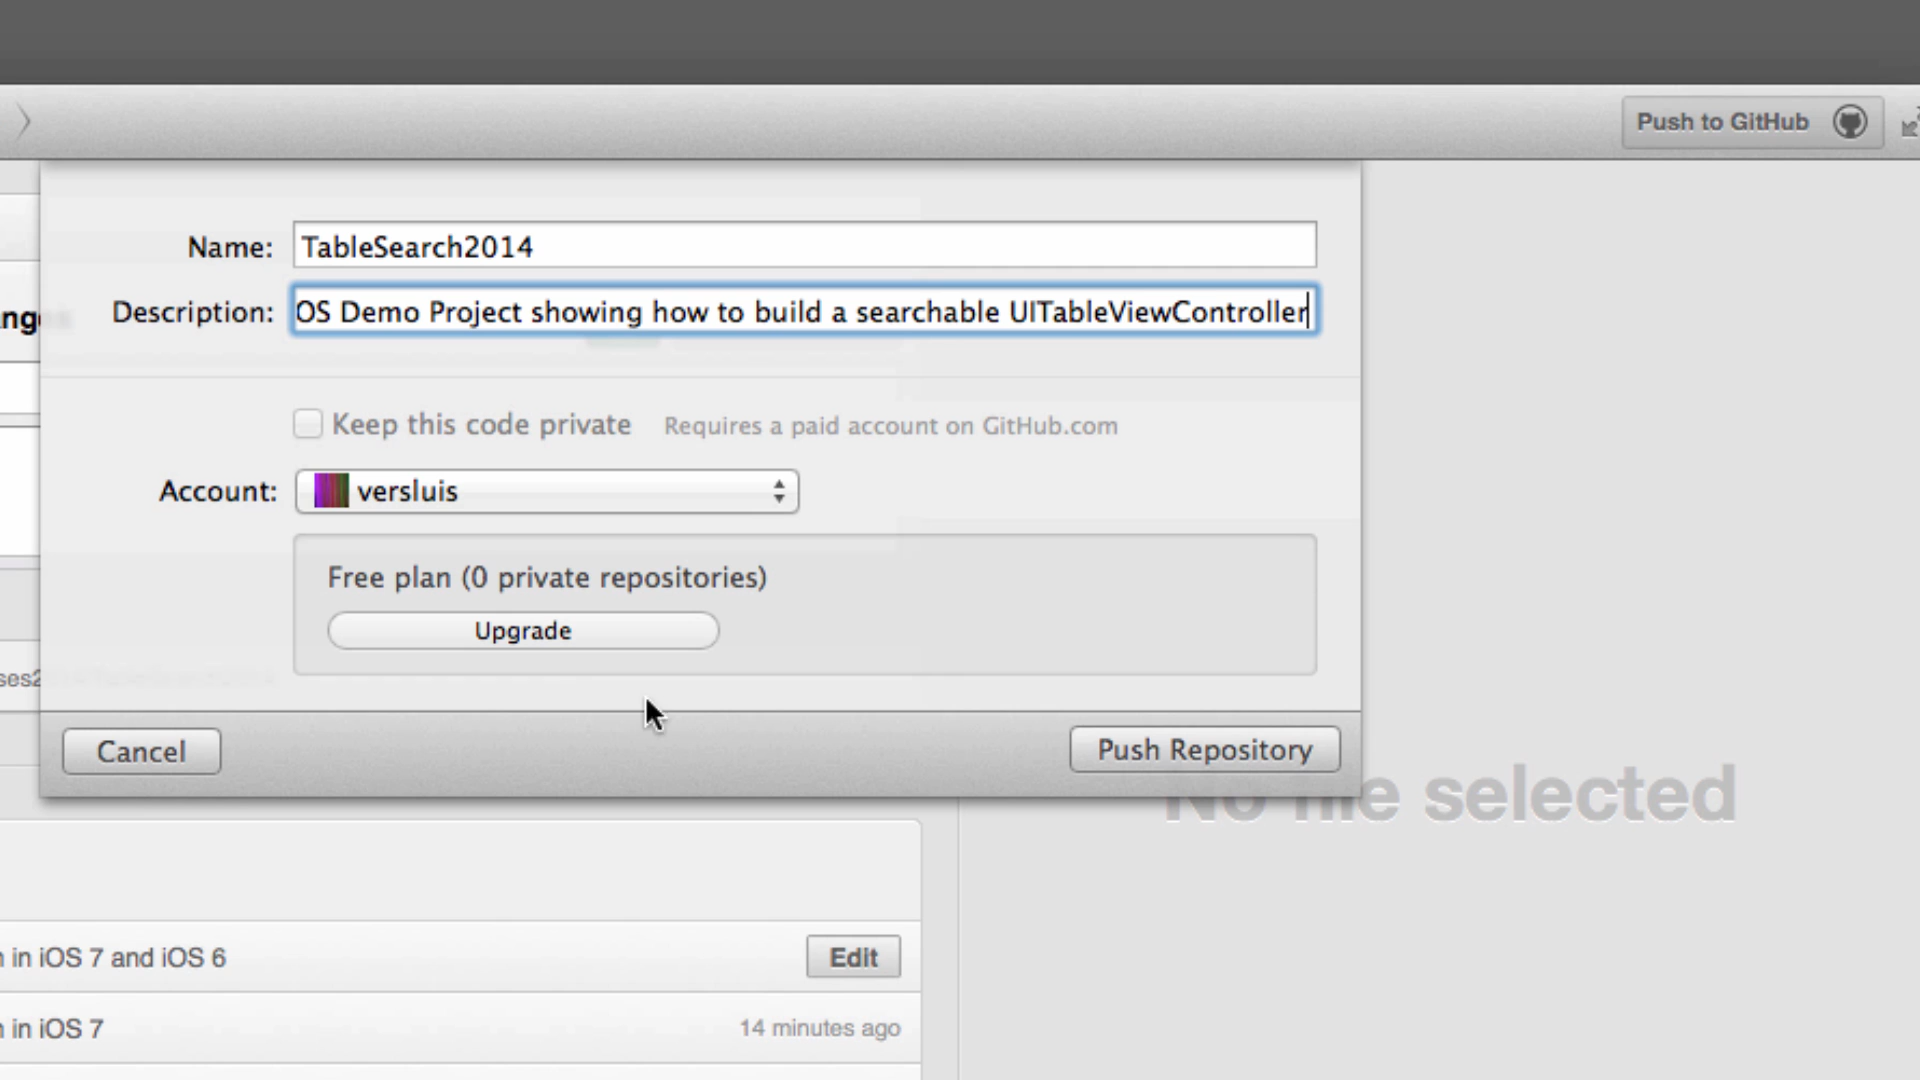 Push to GitHub
Name: TableSearch2014
Description: OS Demo Project showing how to build a searchable UITableViewController
Keep this code private Requires a paid account on GitHub.com
Account: versluis
Free plan (0 private repositories)
Upgrade
Cancel
Push Repository
No file selected
in iOS 7 and iOS 6
Edit
in iOS 7
14 minutes ago